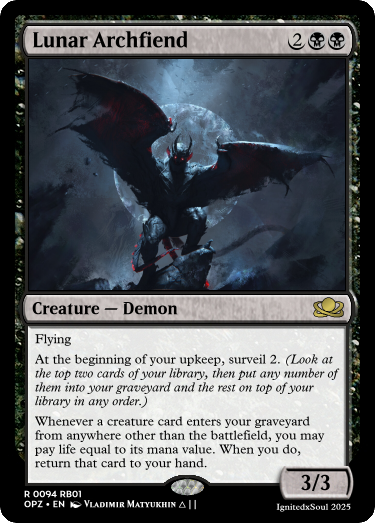 Lunar Archfiend 2
Creature — Demon
Flying
At the beginning of your upkeep, surveil 2. (Look at
the top two cards of your library, then put any number of
them into your graveyard and the rest on top of your
library in any order.)
Whenever a creature card enters your graveyard
from anywhere other than the battlefield, you may
pay life equal to its mana value. When you do,
return that card to your hand.
3/3
R 0094 RB01
OPZ • EN Vladimir Matyukhin △ | |
IgnitedxSoul 2025